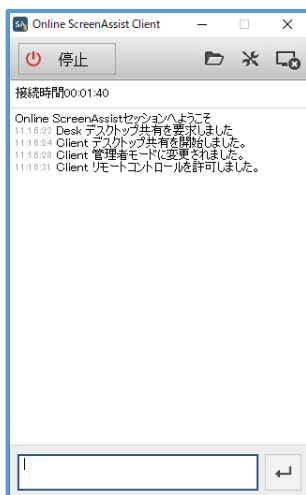 SA Online ScreenAssist Client
停止
接続時間00:01:40
Online ScreenAssistセッションへようこそ
11:16:22 Desk デスクトップ共有を要求しました
11:16:24 Client デスクトップ共有を開始しました。
11:16:28 Client 管理者モードに変更されました。
11:16:31 Client リモートコントロールを許可しました。